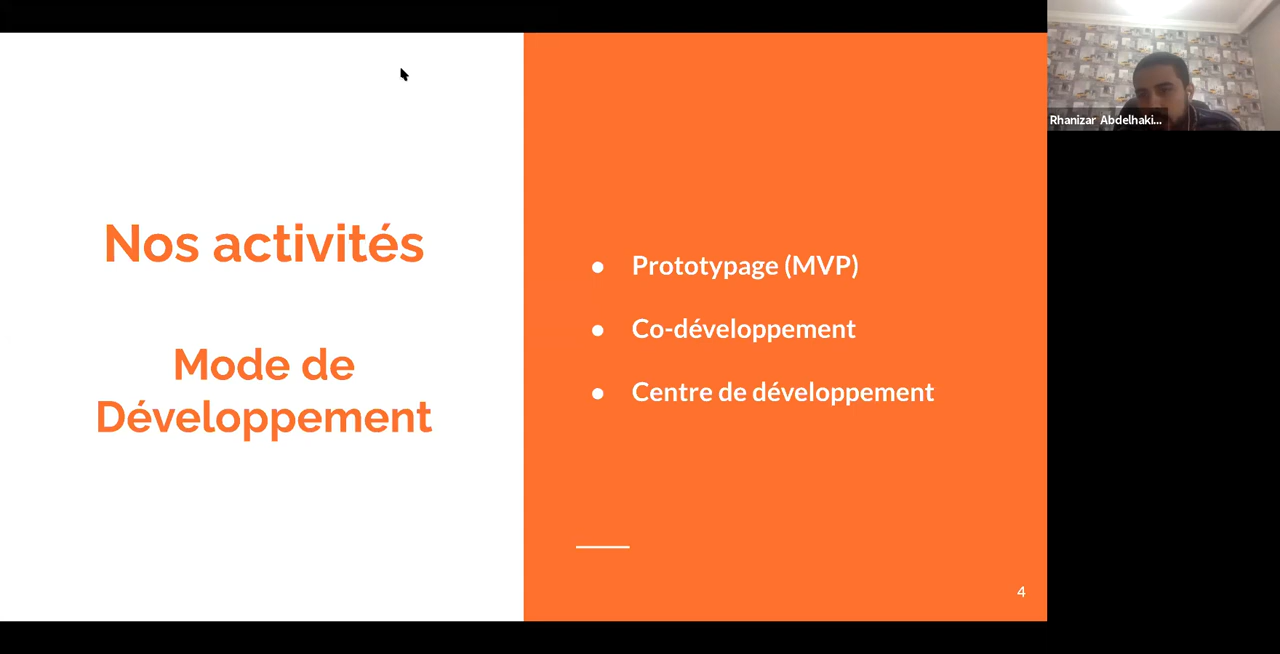 Nos activités
Mode de
Développement
● Prototypage (MVP)
● Co-développement
● Centre de développement
4
Rhanizar Abdelhaki...